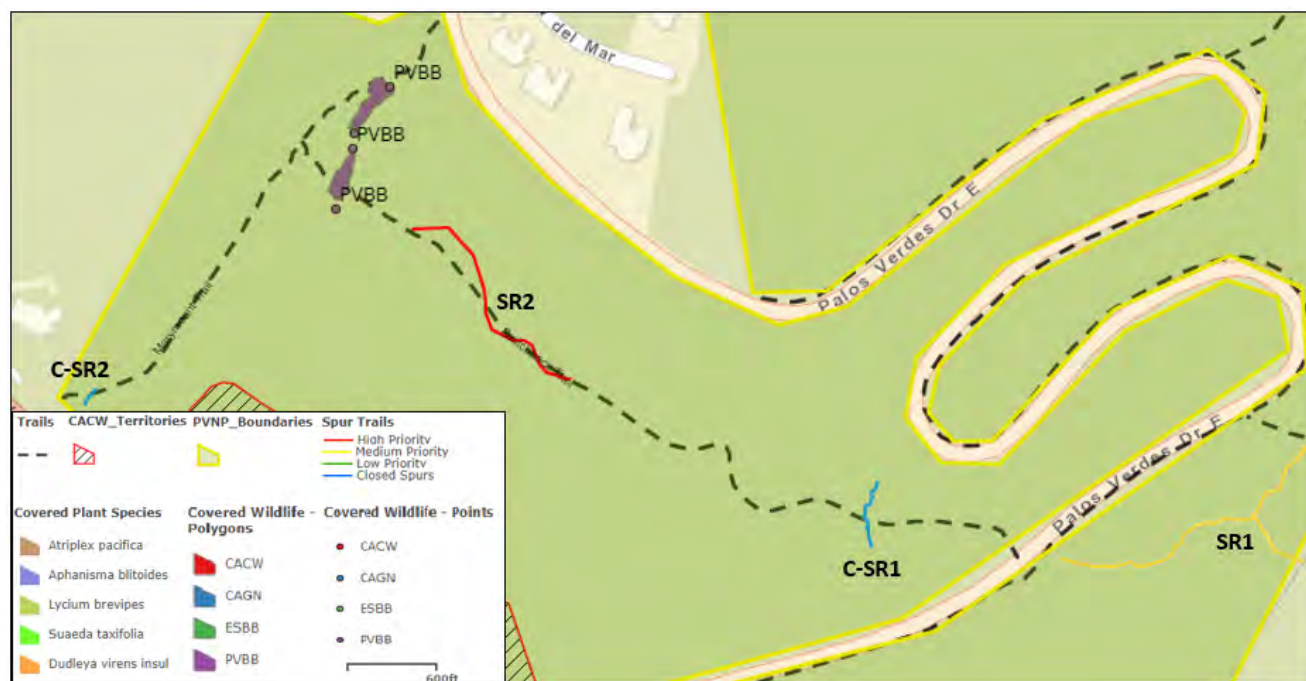 del Mar
PVBB
PVBB
PVBB
Palos Verdes Dr E
SR2
C-SR2
Palos Verdes Dr E
C-SR1
SR1
Trails
CACW_Territories
PVNP_Boundaries
Spur Trails
High Priority
Medium Priority
Low Priority
Closed Spurs
Covered Plant Species
Atriplex pacifica
Aphanisma blitoides
Lycium brevipes
Suaeda taxifolia
Dudleya virens insul
Covered Wildlife -
Polygons
CACW
CAGN
ESBB
PVBB
Covered Wildlife - Points
CACW
CAGN
ESBB
PVBB
600ft